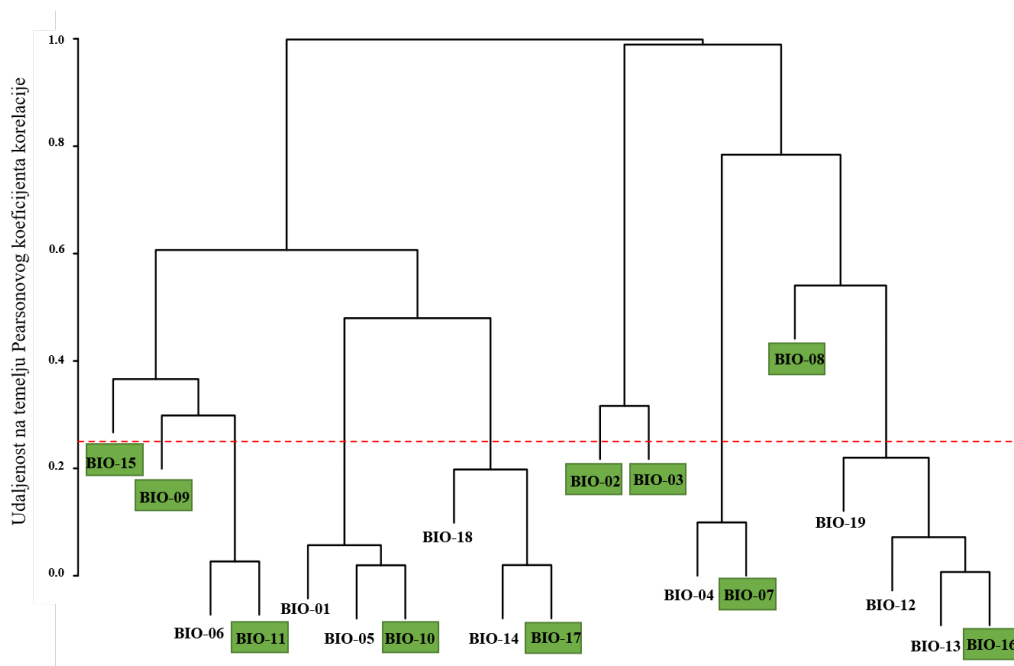 Udaljenost na temelju Pearsonovog koeficijenta korelacije
1.0
0.8
0.6
0.4
0.2
0.0
BIO-15
BIO-09
BIO-06
BIO-11
BIO-01
BIO-05
BIO-10
BIO-18
BIO-14
BIO-17
BIO-02
BIO-03
BIO-04
BIO-07
BIO-08
BIO-19
BIO-12
BIO-13
BIO-16